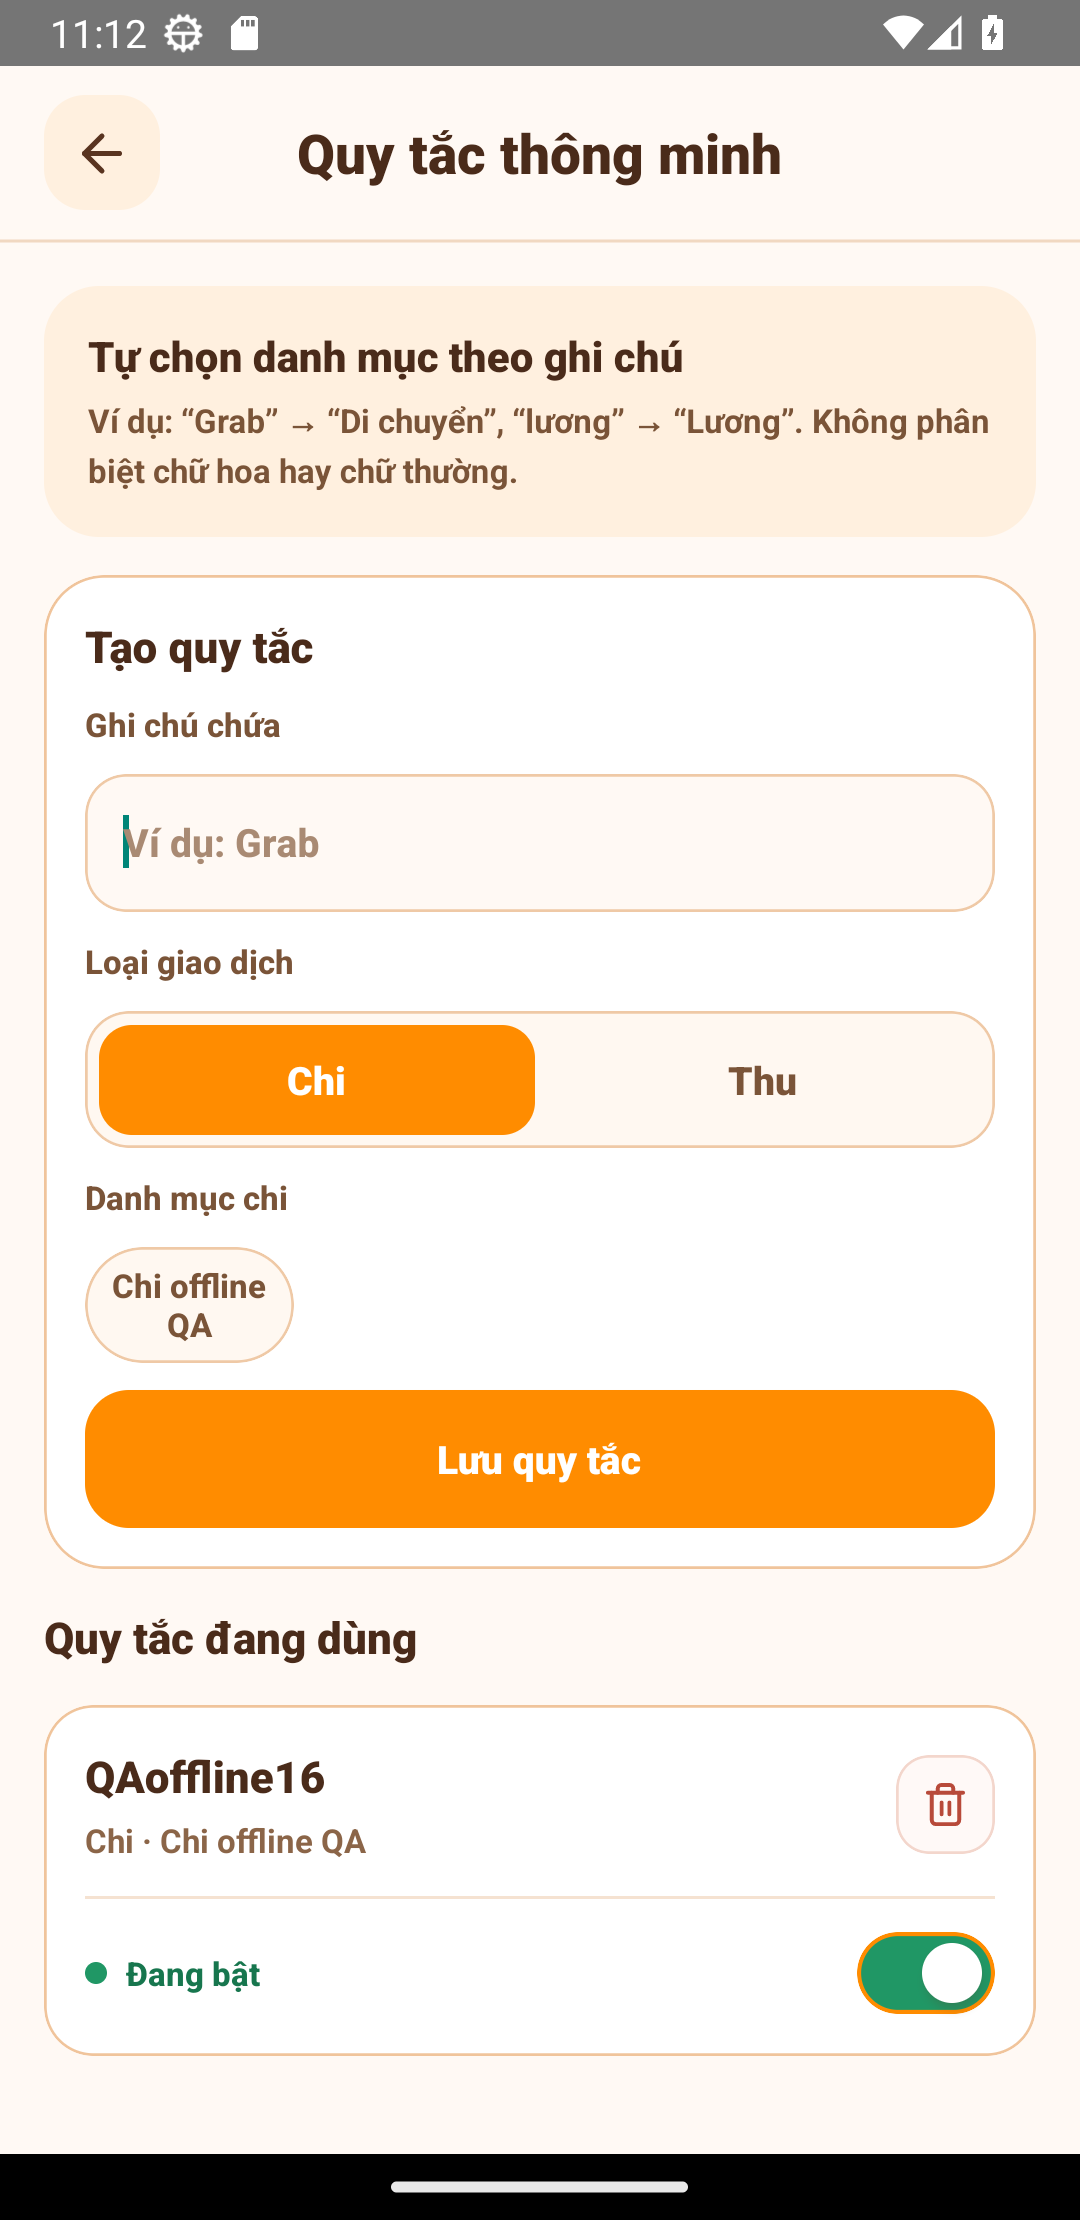 11:12
Quy tắc thông minh
Tự chọn danh mục theo ghi chú
Ví dụ: “Grab” → “Di chuyển”, “lương” → “Lương”. Không phân
biệt chữ hoa hay chữ thường.
Tạo quy tắc
Ghi chú chứa
Ví dụ: Grab
Loại giao dịch
Chi
Thu
Danh mục chi
Chi offline
QA
Lưu quy tắc
Quy tắc đang dùng
QAoffline16
Chi · Chi offline QA
Đang bật